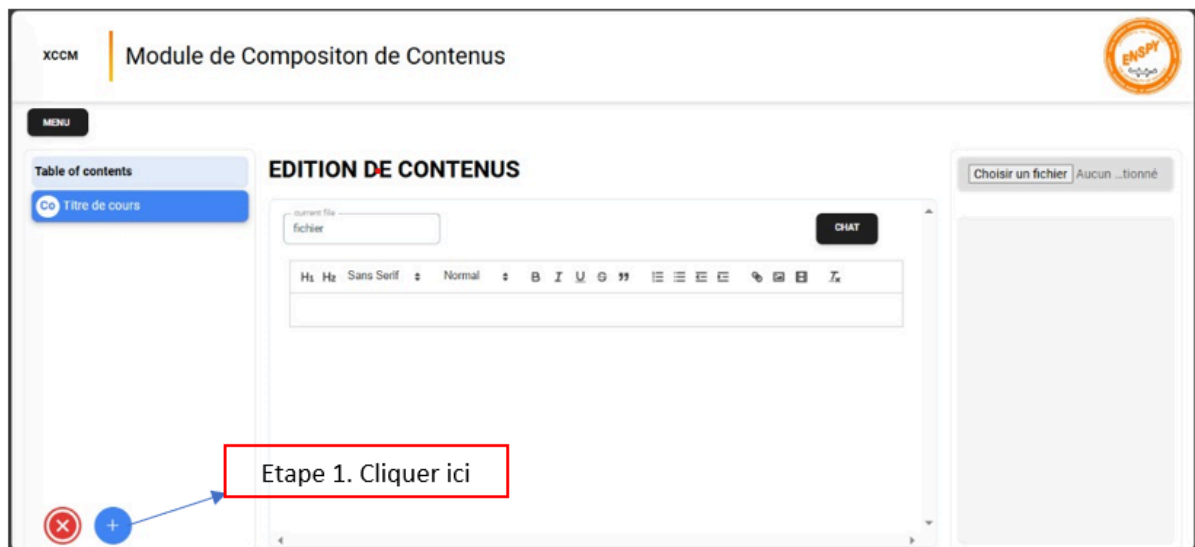 XCCM
Module de Compositon de Contenus
ENSPY
MENU
Table of contents
Co Titre de cours
EDITION DE CONTENUS
Choisir un fichier Aucun ...tionné
current file
fichier
CHAT
H1 H2 Sans Serif Normal B I U S
Etape 1. Cliquer ici